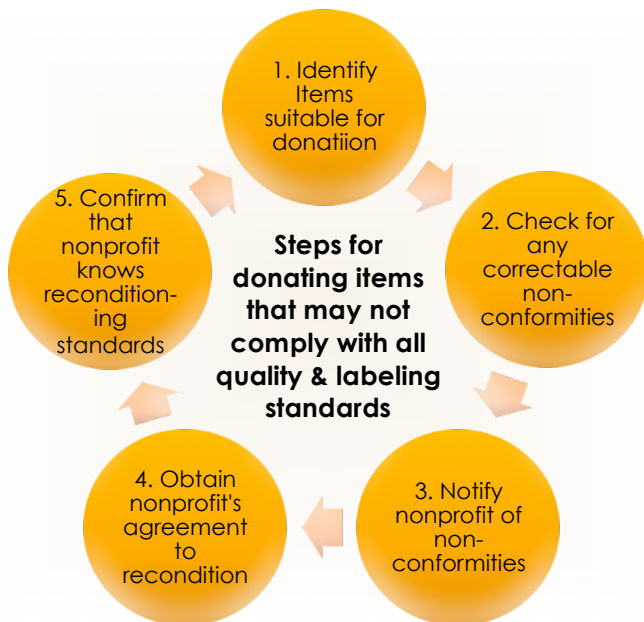 1. Identify
Items
suitable for
donatiion
2. Check for
any
correctable
non-
conformities
3. Notify
nonprofit of
non-
conformities
4. Obtain
nonprofit's
agreement
to
recondition
5. Confirm
that
nonprofit
knows
recondition-
ing
standards
Steps for
donating items
that may not
comply with all
quality & labeling
standards